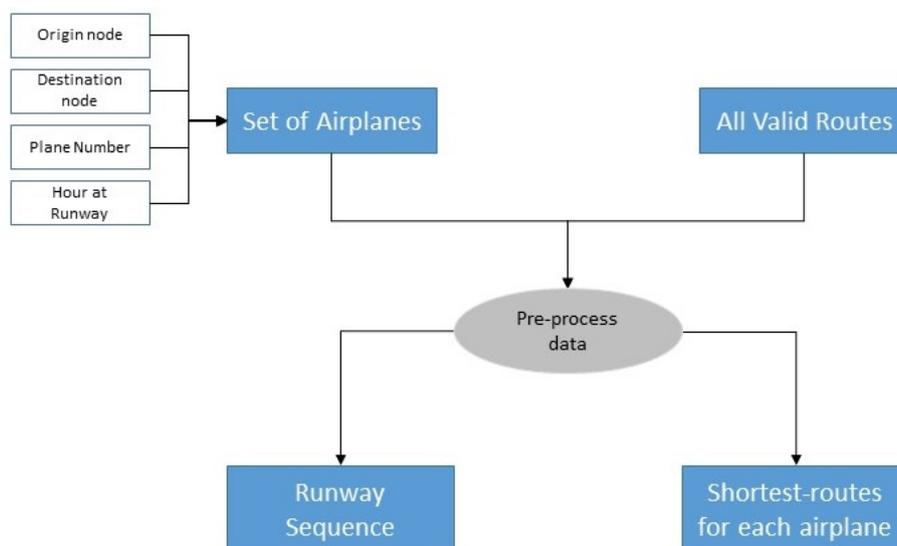 Origin node
Destination
node
Plane Number
Hour at
Runway
Set of Airplanes
All Valid Routes
Pre-process
data
Runway
Sequence
Shortest-routes
for each airplane